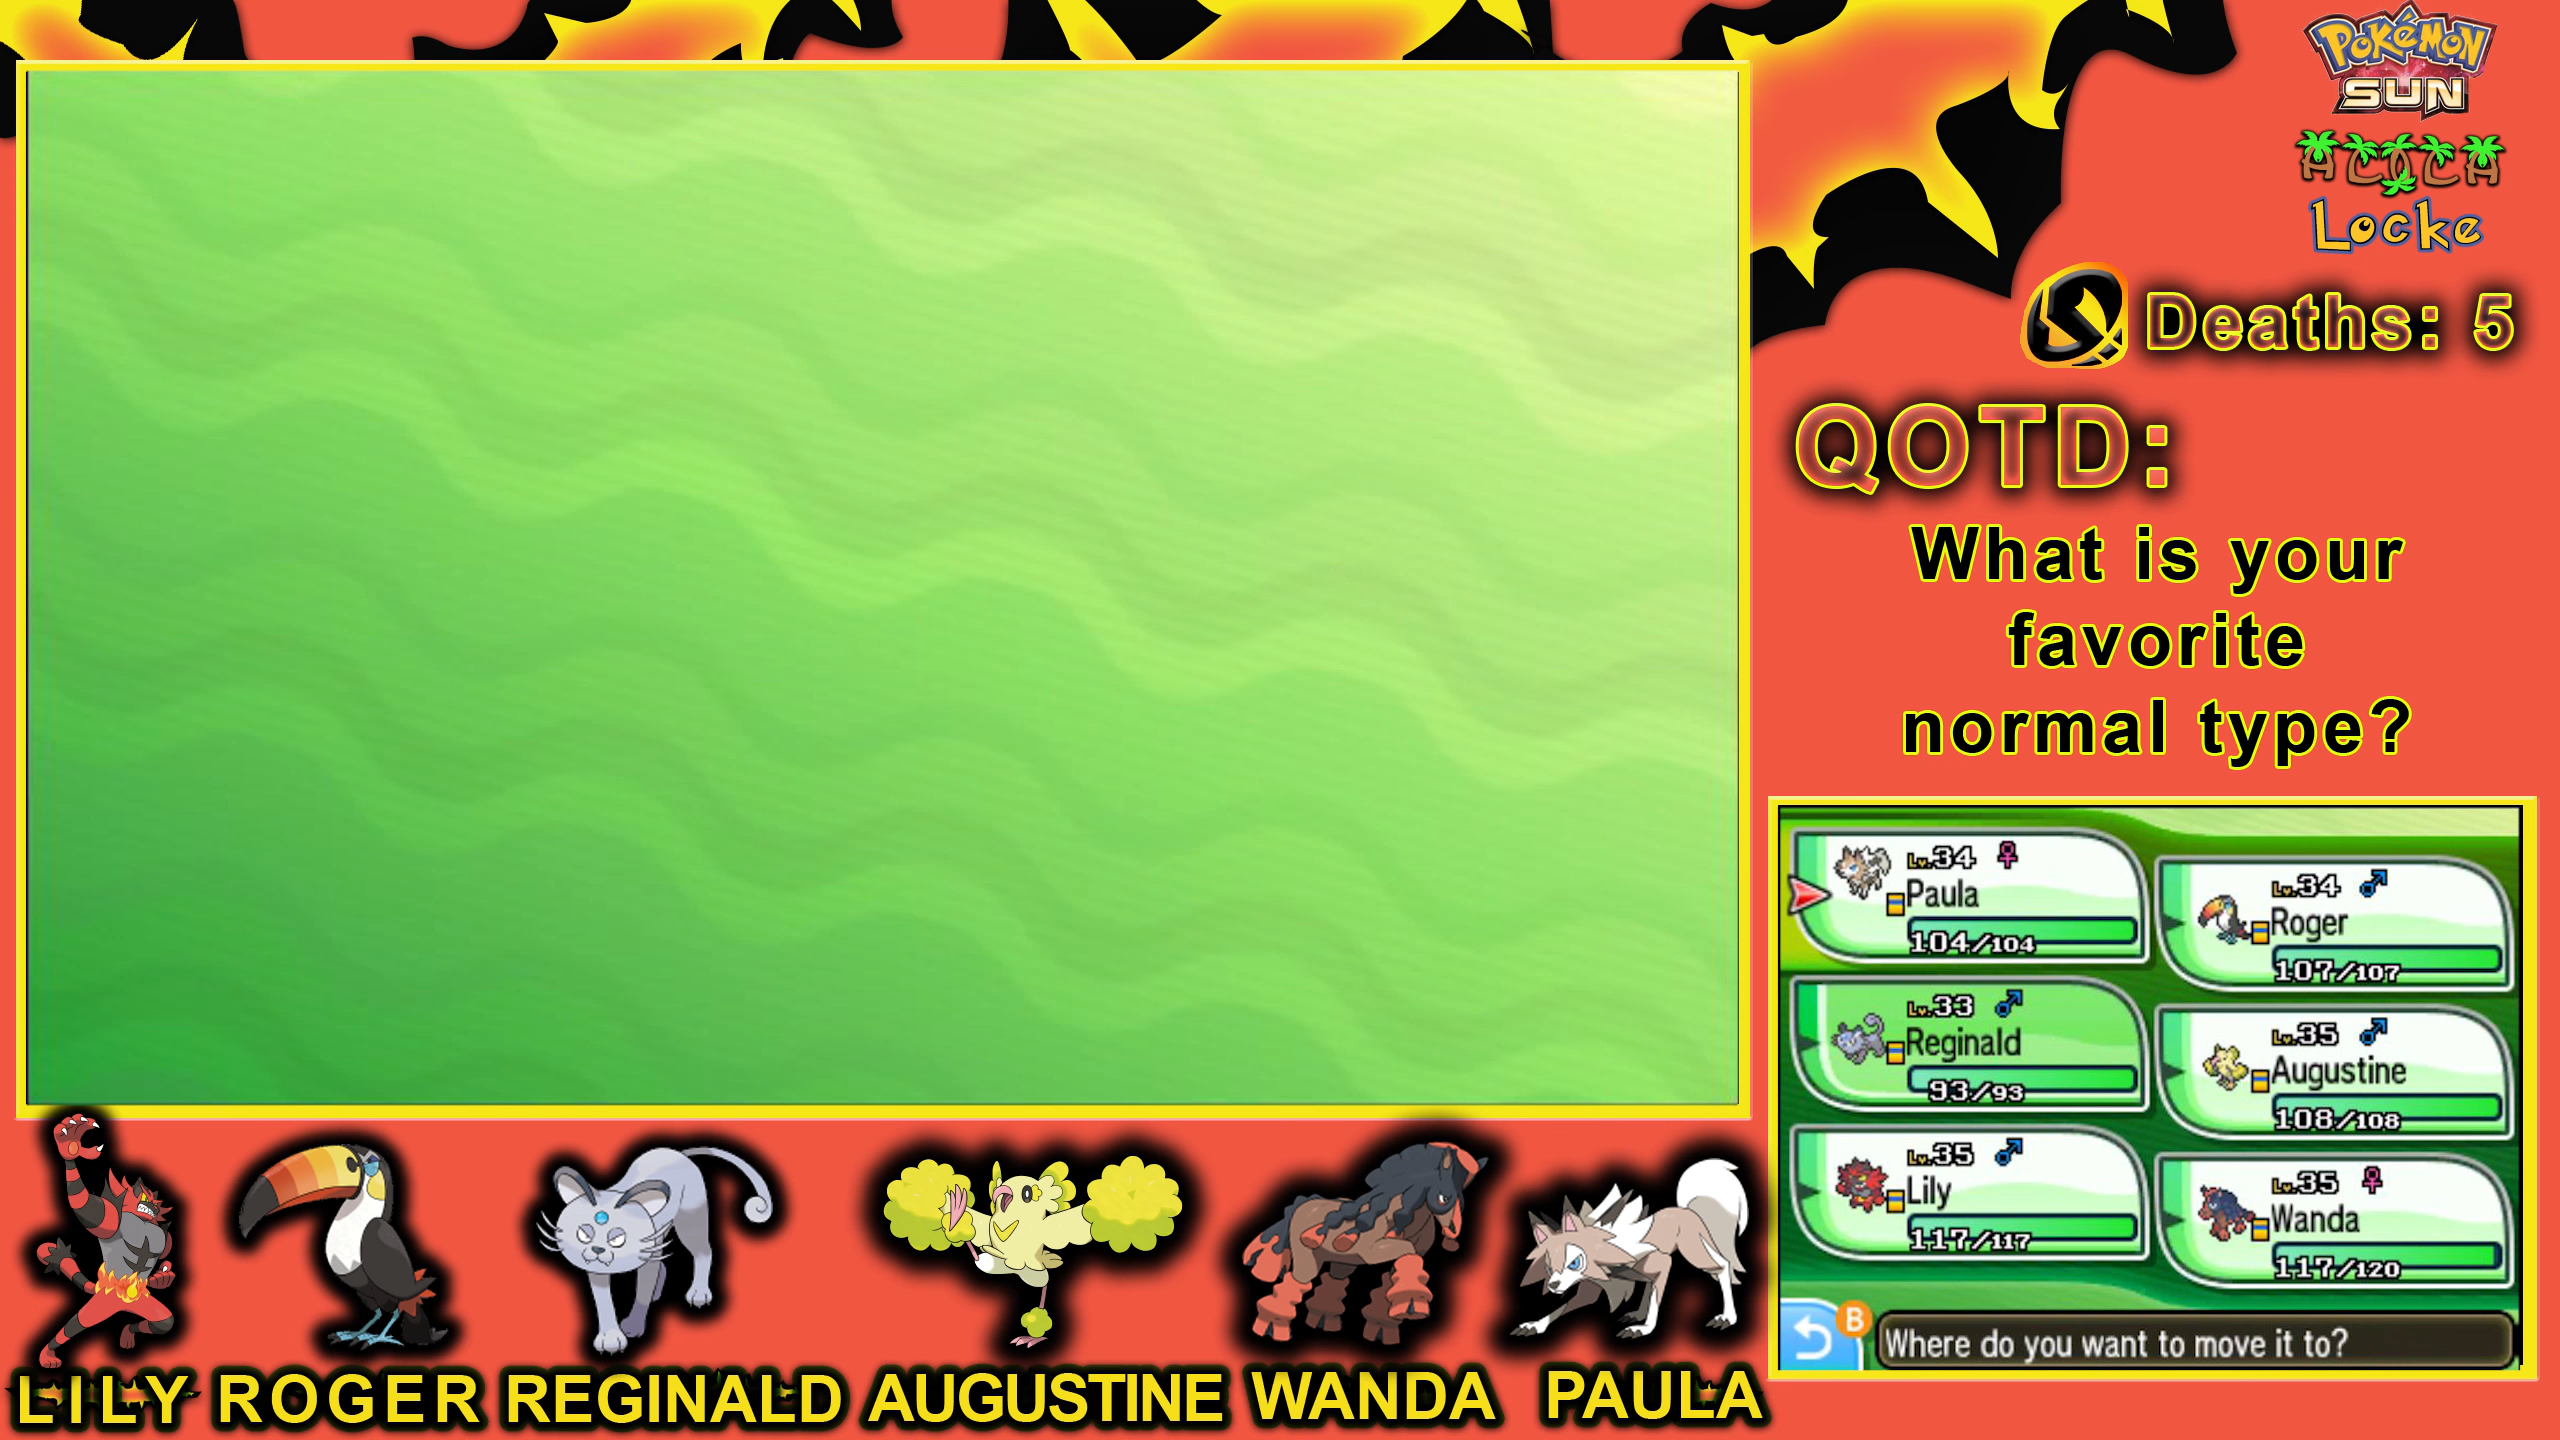 POKéMON
SUN
ALOLA
Locke
Deaths: 5
QOTD:
What is your
favorite
normal type?
Lv.34 ♀
Paula
104/104
Lv.34 ♂
Roger
107/107
Lv.33 ♂
Reginald
93/93
Lv.35 ♂
Augustine
108/108
Lv.35 ♂
Lily
117/117
Lv.35 ♀
Wanda
117/120
B
Where do you want to move it to?
LILY ROGER REGINALD AUGUSTINE WANDA PAULA